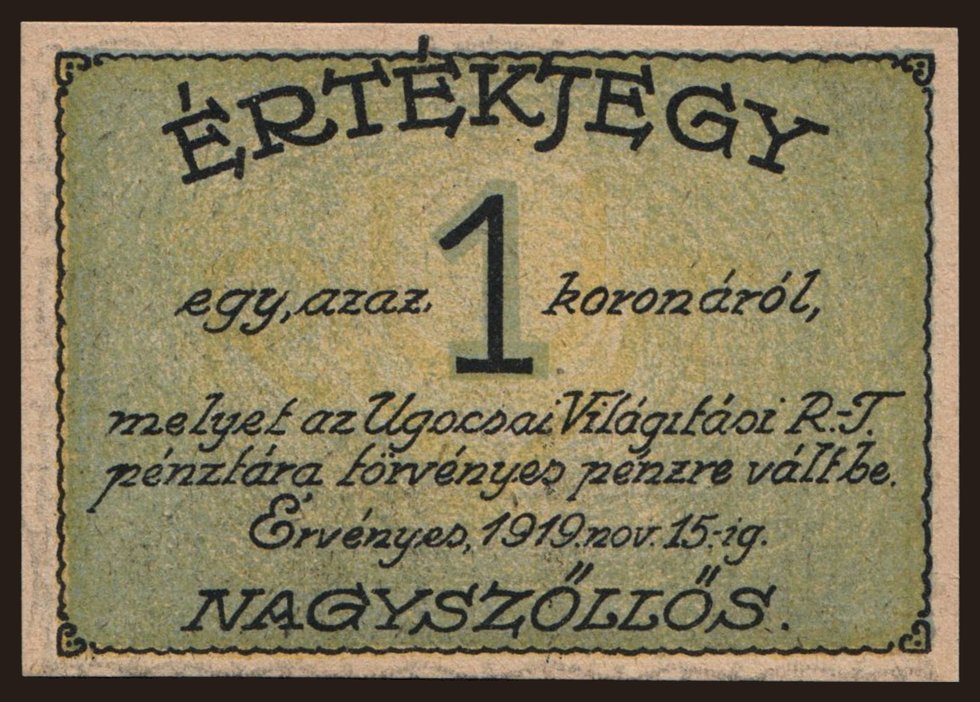 ÉRTÉKJEGY
egy, azaz 1 koronáról,
melyet az Ugocsai Világítási R.-T.
pénztára törvényes pénzre vált be.
Érvényes, 1919. nov. 15.-ig.
NAGYSZŐLLŐS.